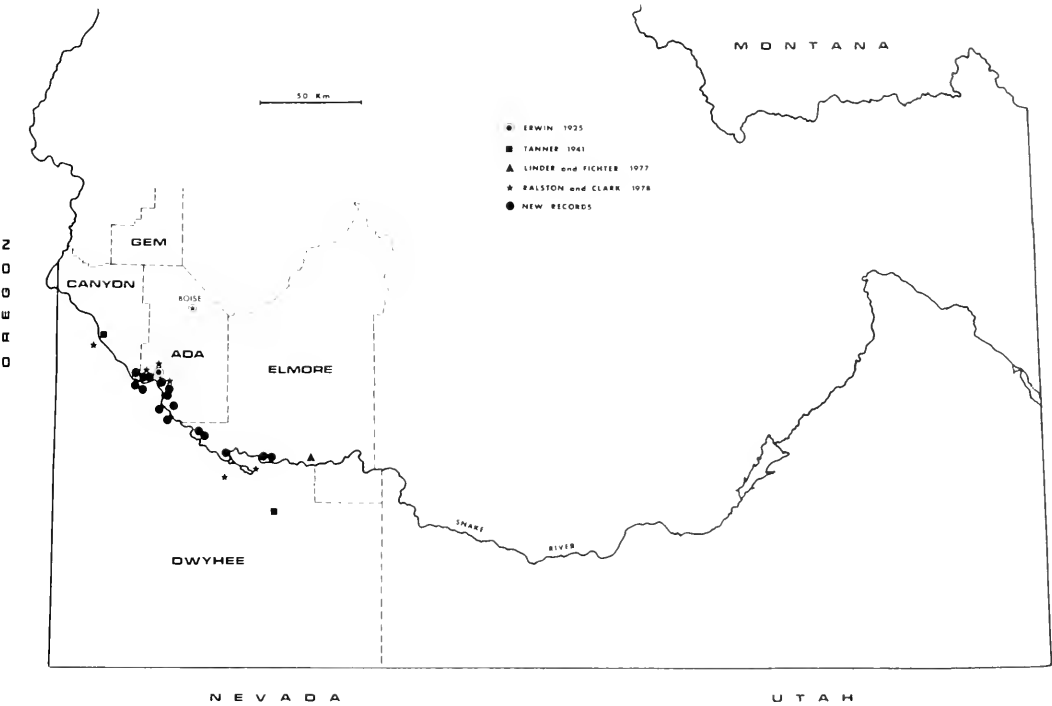 MONTANA
50 Km
ERWIN 1925
TANNER 1941
LINDER and FICHTER 1977
RALSTON and CLARK 1978
NEW RECORDS
OREGON
GEM
CANYON
BOISE
ADA
ELMORE
SNAKE RIVER
OWYHEE
NEVADA
UTAH